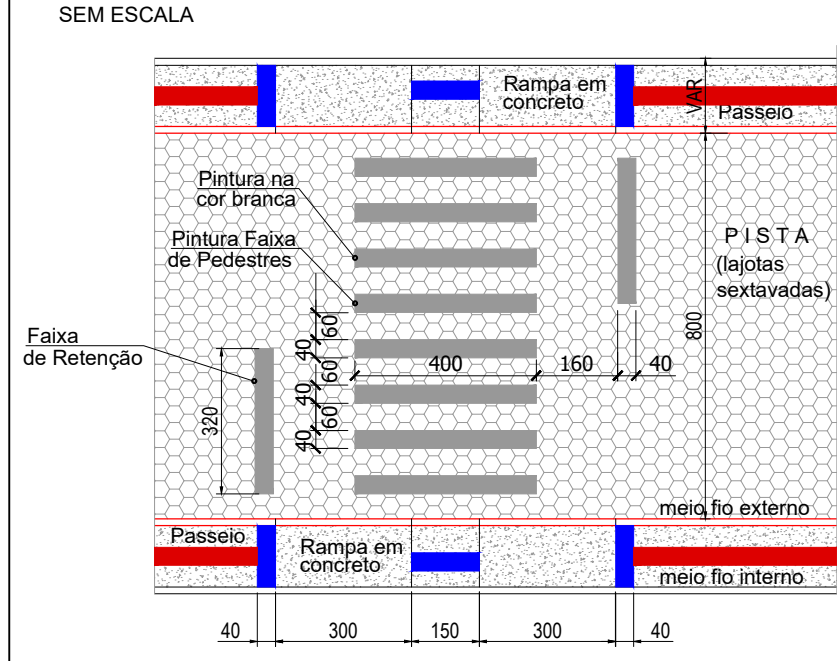 SEM ESCALA
Rampa em
concreto
VAR
Passeio
Pintura na
cor branca
Pintura Faixa
de Pedestres
PISTA
(lajotas
sextavadas)
Faixa
de Retenção
60
40
60
40
60
40
400
160
40
800
320
meio fio externo
Passeio
Rampa em
concreto
meio fio interno
40
300
150
300
40